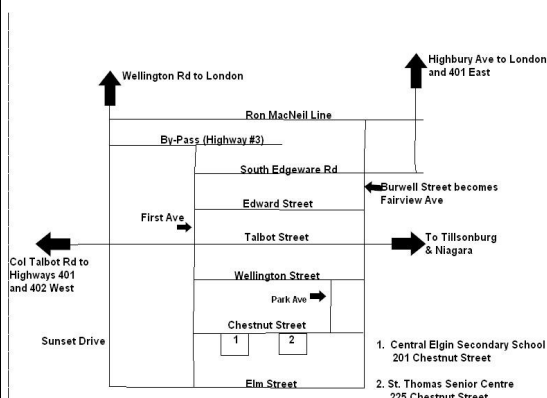 Wellington Rd to London
Highbury Ave to London
and 401 East
Ron MacNeil Line
By-Pass (Highway #3)
South Edgeware Rd
Burwell Street becomes
Fairview Ave
Edward Street
First Ave
Talbot Street
To Tillsonburg
& Niagara
Col Talbot Rd to
Highways 401
and 402 West
Wellington Street
Park Ave
Chestnut Street
1
2
Sunset Drive
1. Central Elgin Secondary School
201 Chestnut Street
Elm Street
2. St. Thomas Senior Centre
225 Chestnut Street